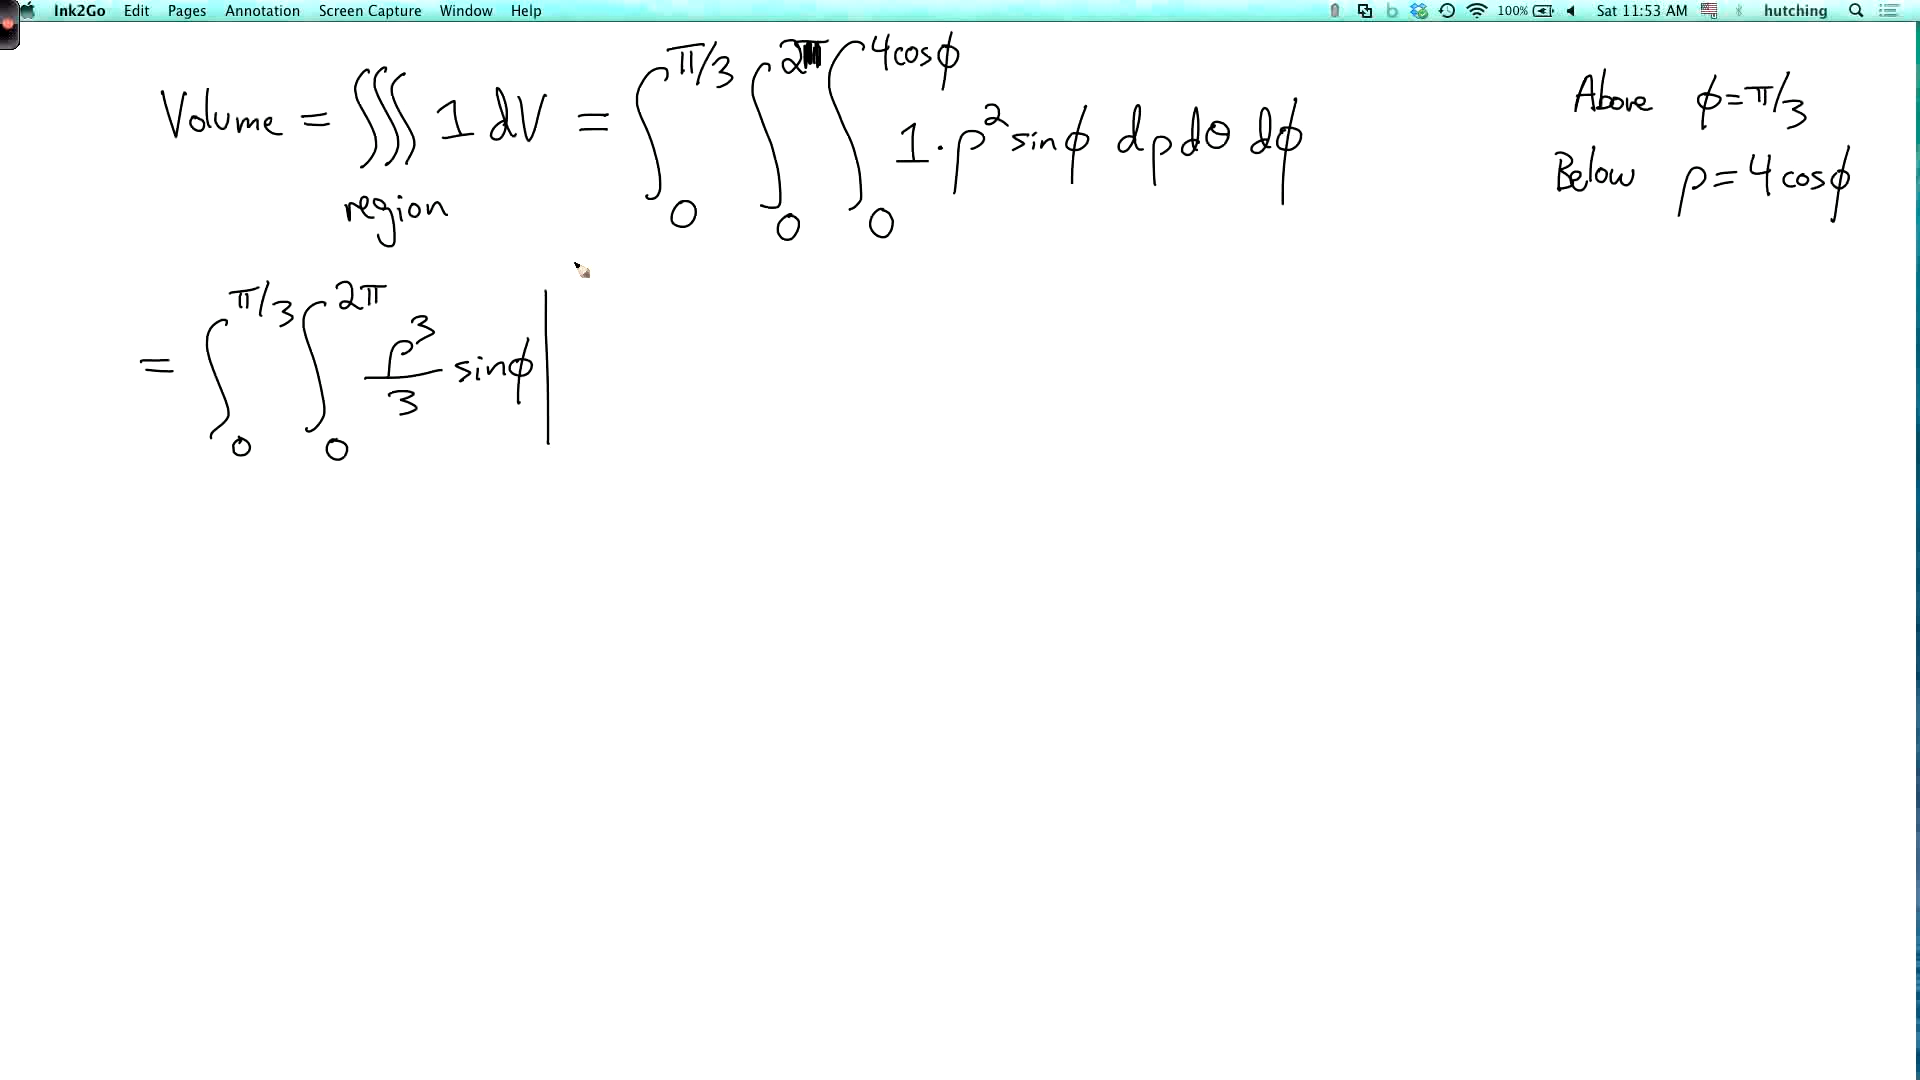 Ink2Go Edit Pages Annotation Screen Capture Window Help 100% Sat 11:53 AM hutching
Volume = ∭ 1 dV = ∫₀^{π/3} ∫₀^{2π} ∫₀^{4cosϕ} 1·ρ² sinϕ dρ dθ dϕ
region
Above ϕ=π/3
Below ρ=4cosϕ
= ∫₀^{π/3} ∫₀^{2π} ρ³/3 sinϕ |